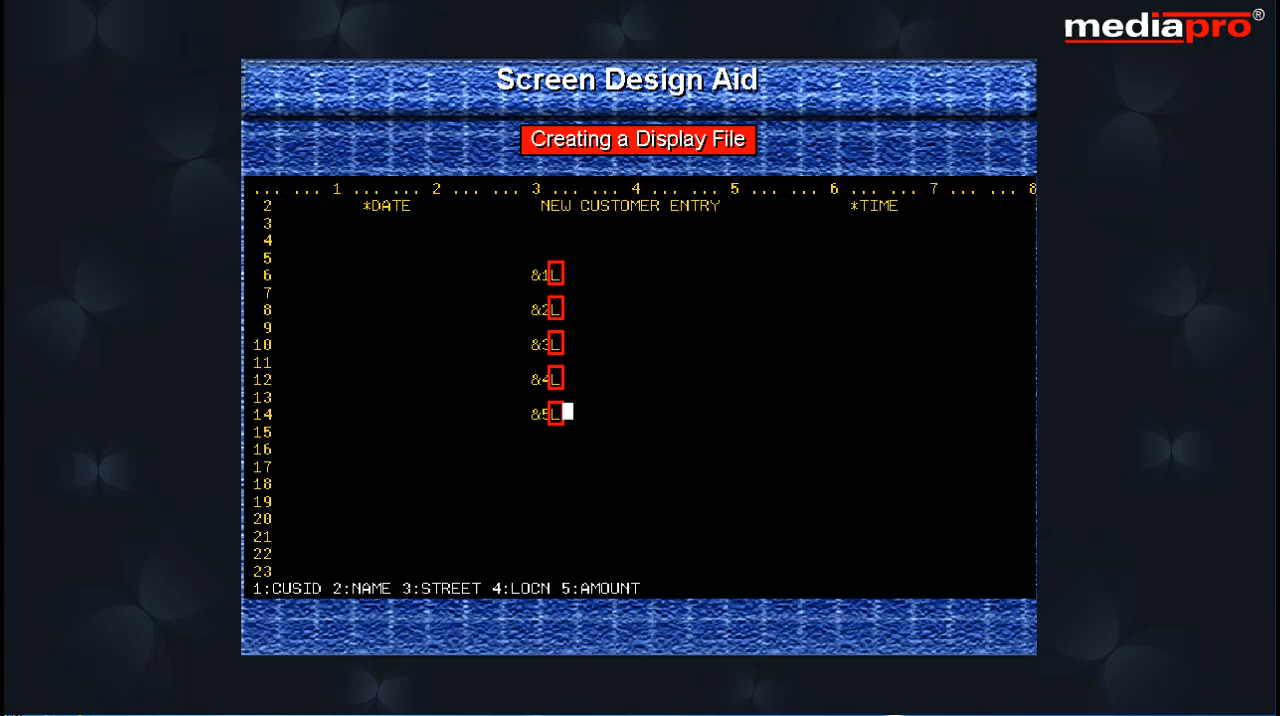 mediapro®
Screen Design Aid
Creating a Display File
... ... 1 ... ... 2 ... ... 3 ... ... 4 ... ... 5 ... ... 6 ... ... 7 ... ... 8
2 *DATE NEW CUSTOMER ENTRY *TIME
3
4
5
6 &1L
7
8 &2L
9
10 &3L
11
12 &4L
13
14 &5L
15
16
17
18
19
20
21
22
23
1:CUSID 2:NAME 3:STREET 4:LOCN 5:AMOUNT